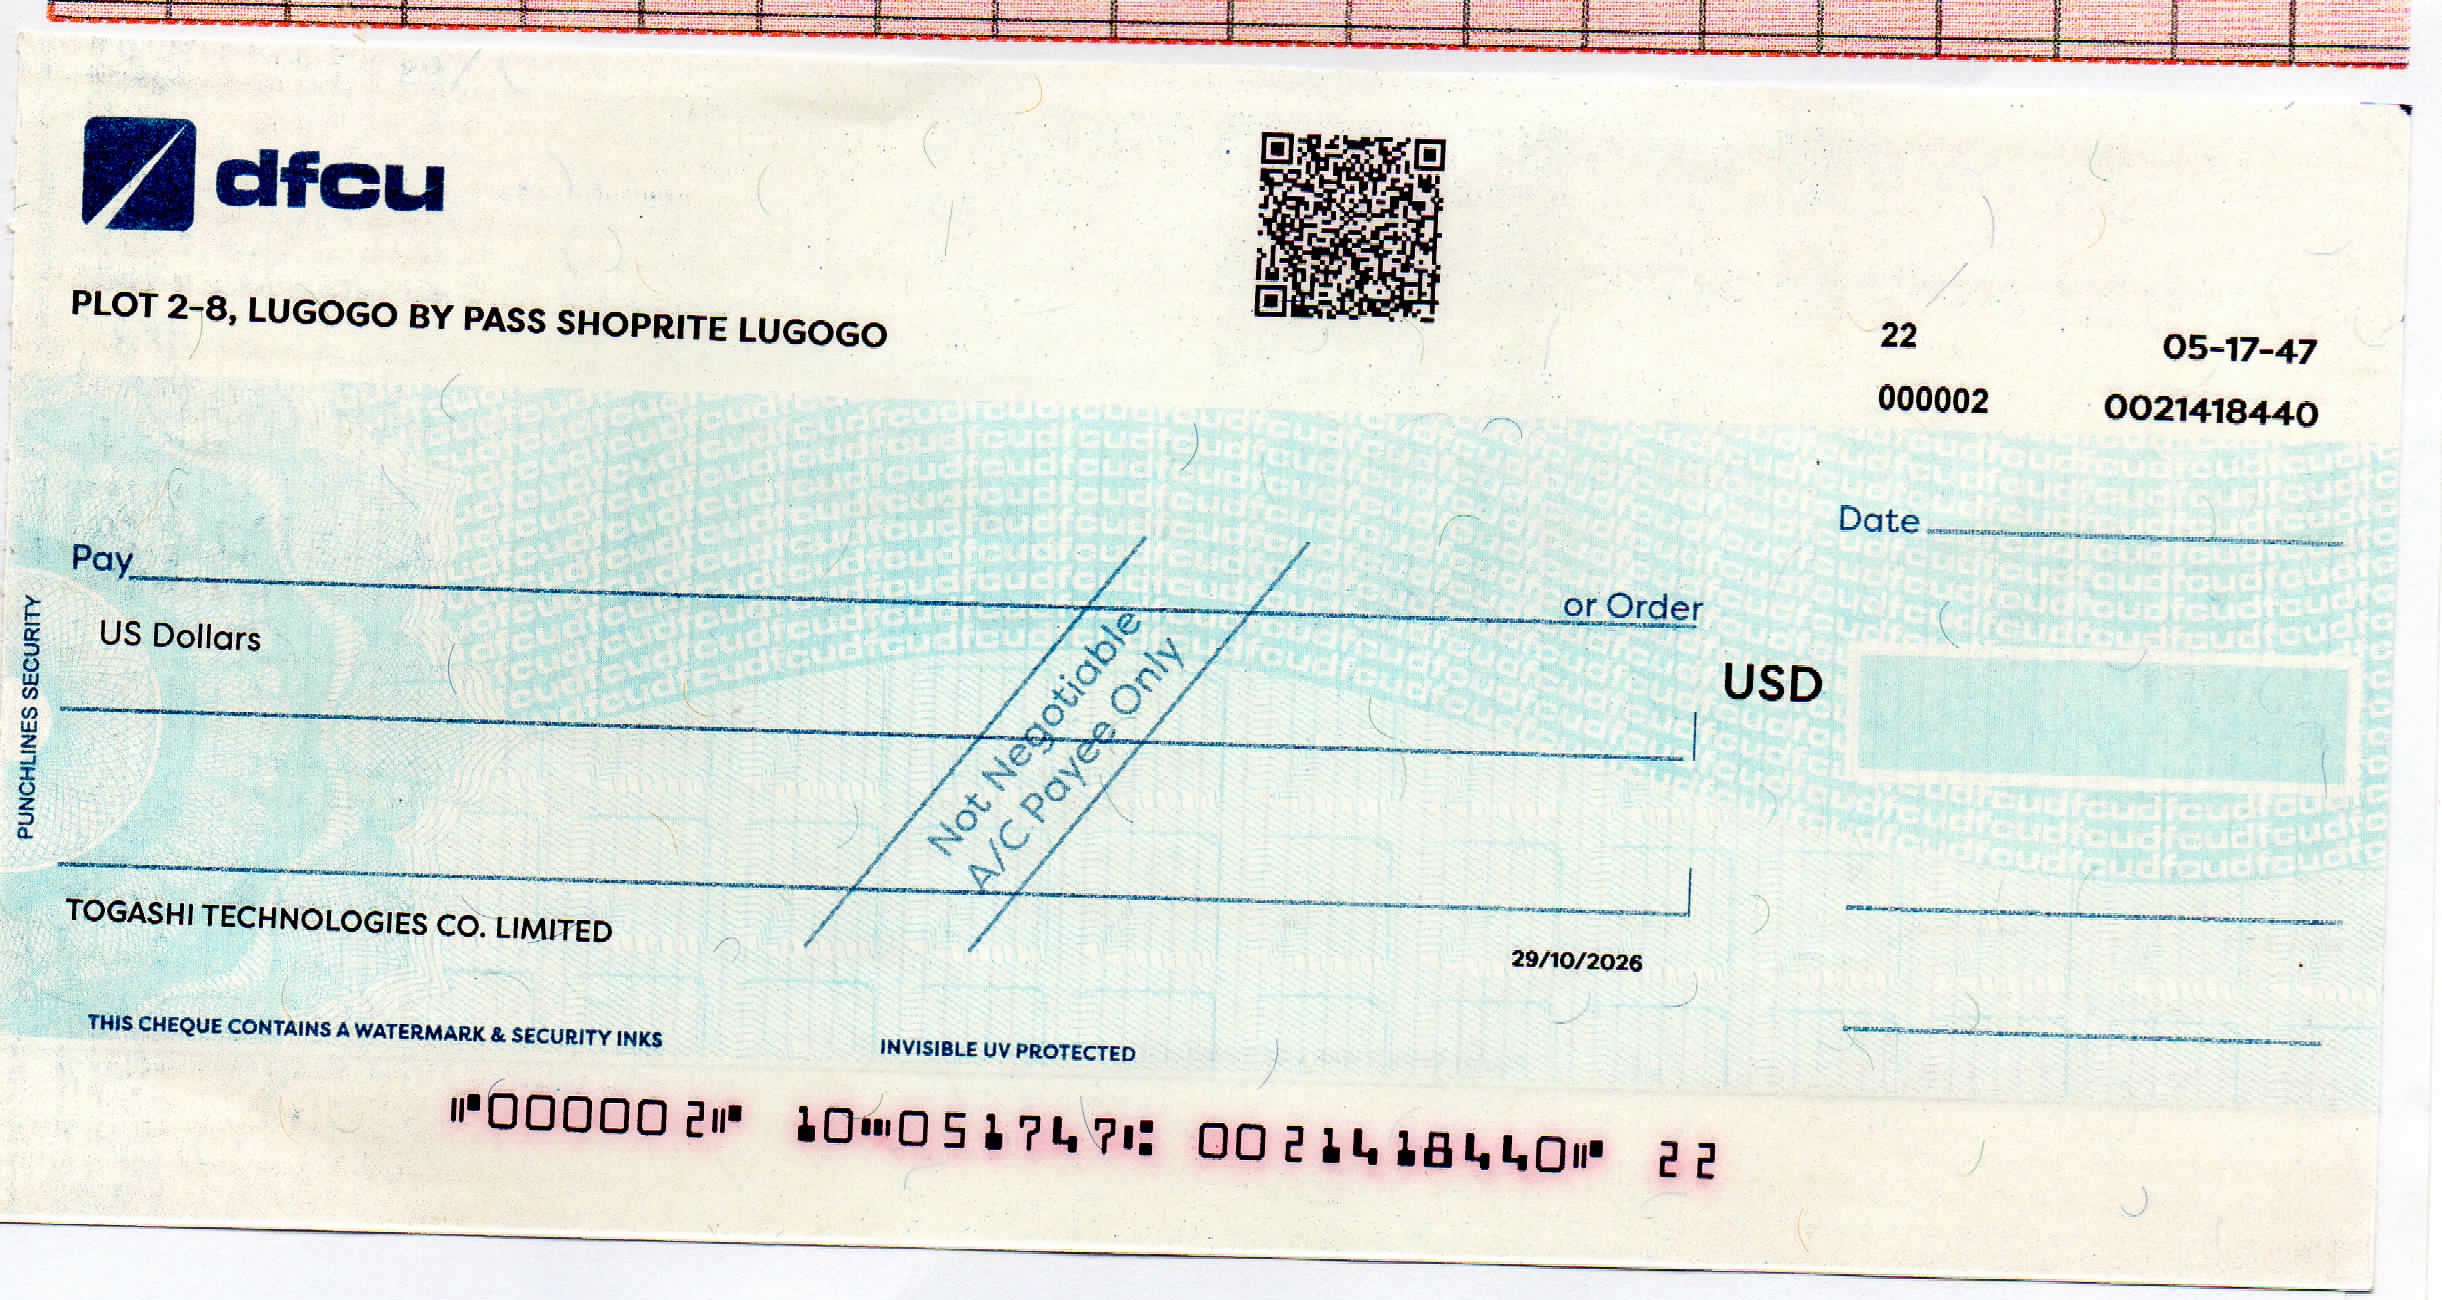 dfcu
PLOT 2-8, LUGOGO BY PASS SHOPRITE LUGOGO
22 05-17-47
000002 0021418440
Date
Pay or Order
US Dollars
USD
Not Negotiable
A/C Payee Only
PUNCHLINES SECURITY
TOGASHI TECHNOLOGIES CO. LIMITED
29/10/2026
THIS CHEQUE CONTAINS A WATERMARK & SECURITY INKS
INVISIBLE UV PROTECTED
⑈000002⑈ 10⑉051747⑆ 0021418440⑈ 22